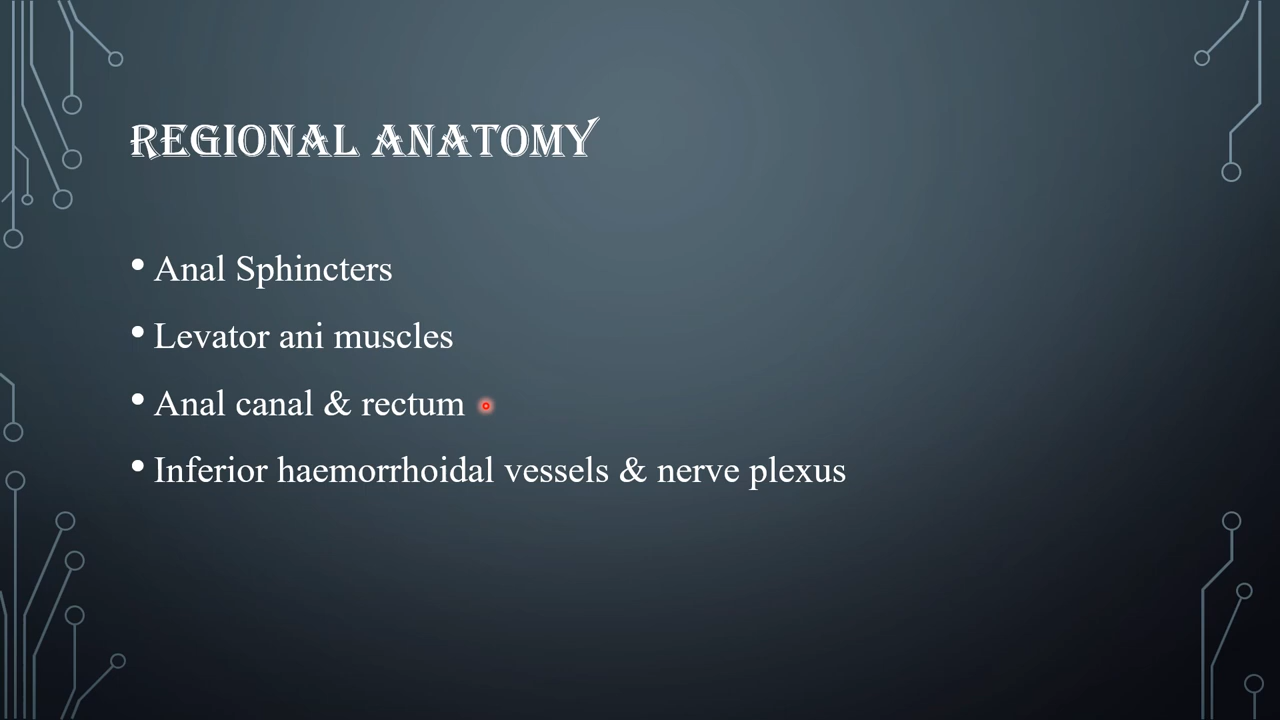 REGIONAL ANATOMY
• Anal Sphincters
• Levator ani muscles
• Anal canal & rectum
• Inferior haemorrhoidal vessels & nerve plexus